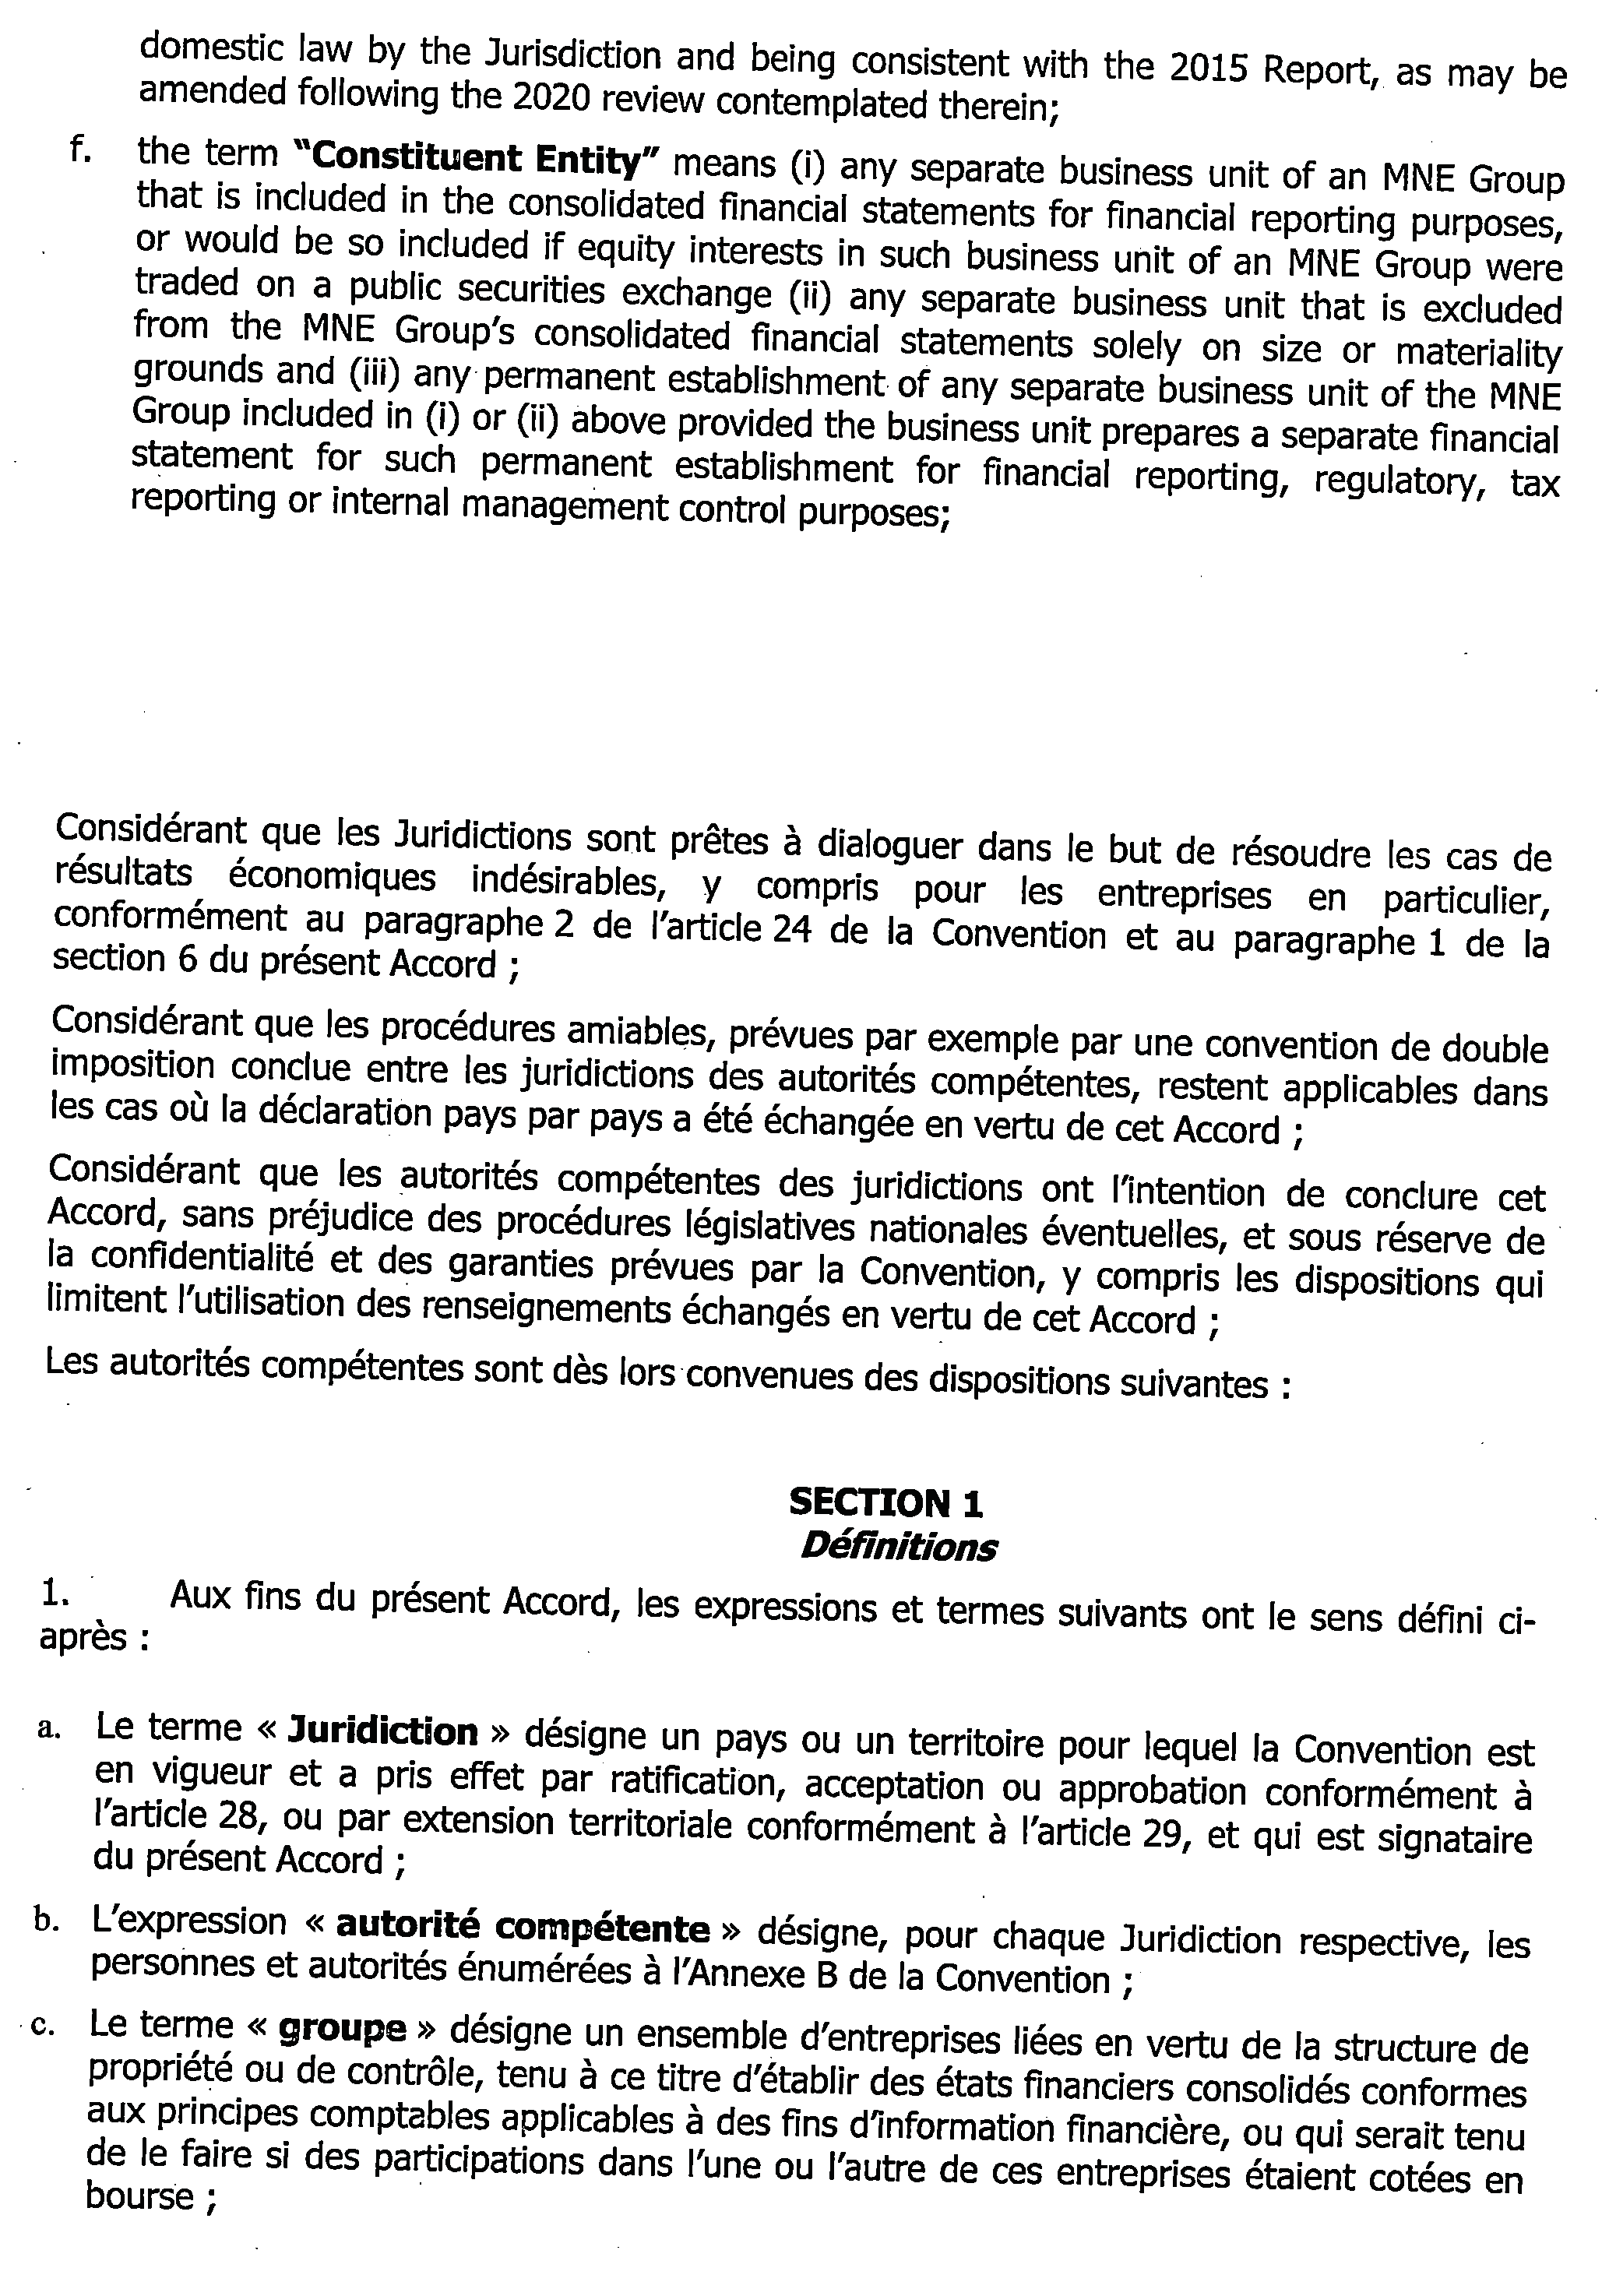 domestic law by the Jurisdiction and being consistent with the 2015 Report, as may be
amended following the 2020 review contemplated therein;
f. the term "Constituent Entity" means (i) any separate business unit of an MNE Group
that is included in the consolidated financial statements for financial reporting purposes,
or would be so included if equity interests in such business unit of an MNE Group were
traded on a public securities exchange (ii) any separate business unit that is excluded
from the MNE Group's consolidated financial statements solely on size or materiality
grounds and (iii) any permanent establishment of any separate business unit of the MNE
Group included in (i) or (ii) above provided the business unit prepares a separate financial
statement for such permanent establishment for financial reporting, regulatory, tax
reporting or internal management control purposes;
Considérant que les Juridictions sont prêtes à dialoguer dans le but de résoudre les cas de
résultats économiques indésirables, y compris pour les entreprises en particulier,
conformément au paragraphe 2 de l'article 24 de la Convention et au paragraphe 1 de la
section 6 du présent Accord ;
Considérant que les procédures amiables, prévues par exemple par une convention de double
imposition conclue entre les juridictions des autorités compétentes, restent applicables dans
les cas où la déclaration pays par pays a été échangée en vertu de cet Accord ;
Considérant que les autorités compétentes des juridictions ont l'intention de conclure cet
Accord, sans préjudice des procédures législatives nationales éventuelles, et sous réserve de
la confidentialité et des garanties prévues par la Convention, y compris les dispositions qui
limitent l'utilisation des renseignements échangés en vertu de cet Accord ;
Les autorités compétentes sont dès lors convenues des dispositions suivantes :
SECTION 1
Définitions
1. Aux fins du présent Accord, les expressions et termes suivants ont le sens défini ci-
après :
a. Le terme « Juridiction » désigne un pays ou un territoire pour lequel la Convention est
en vigueur et a pris effet par ratification, acceptation ou approbation conformément à
l'article 28, ou par extension territoriale conformément à l'article 29, et qui est signataire
du présent Accord ;
b. L'expression « autorité compétente » désigne, pour chaque Juridiction respective, les
personnes et autorités énumérées à l'Annexe B de la Convention ;
c. Le terme « groupe » désigne un ensemble d'entreprises liées en vertu de la structure de
propriété ou de contrôle, tenu à ce titre d'établir des états financiers consolidés conformes
aux principes comptables applicables à des fins d'information financière, ou qui serait tenu
de le faire si des participations dans l'une ou l'autre de ces entreprises étaient cotées en
bourse ;